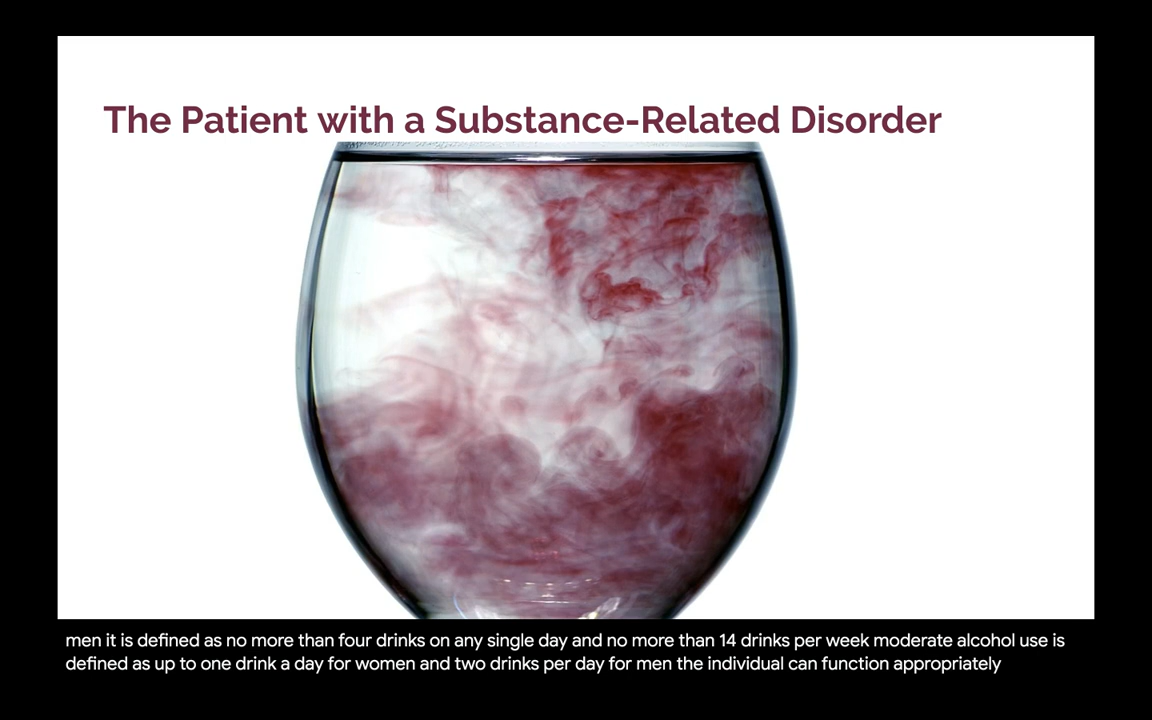 The Patient with a Substance-Related Disorder
men it is defined as no more than four drinks on any single day and no more than 14 drinks per week moderate alcohol use is
defined as up to one drink a day for women and two drinks per day for men the individual can function appropriately